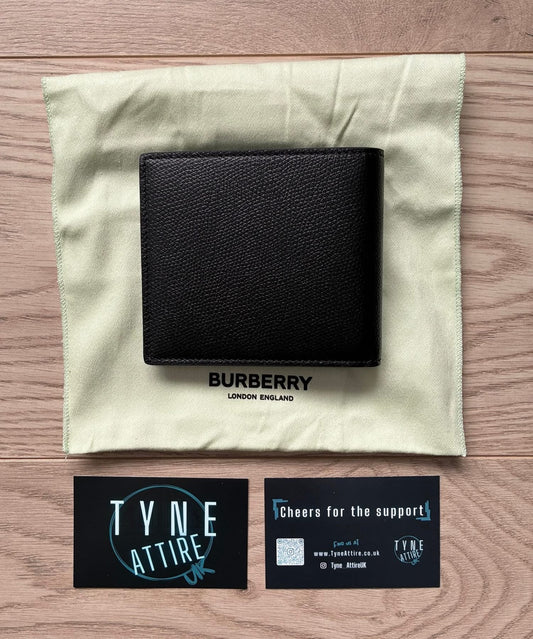 BURBERRY
LONDON ENGLAND
TYNE
ATTIRE
UK
Cheers for the support
FIND US AT
www.TyneAttire.co.uk
Tyne_AttireUK
TYNE
ATTIRE
UK